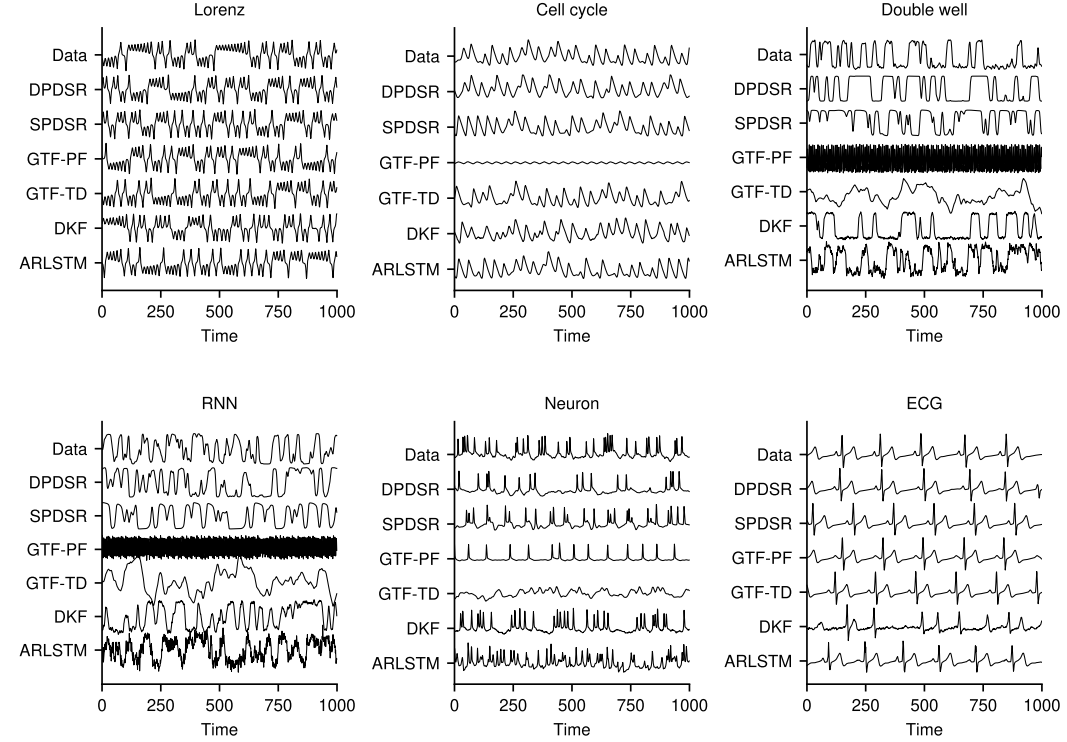 Lorenz
Data
DPDSR
SPDSR
GTF-PF
GTF-TD
DKF
ARLSTM
0 250 500 750 1000
Time
Cell cycle
Data
DPDSR
SPDSR
GTF-PF
GTF-TD
DKF
ARLSTM
0 250 500 750 1000
Time
Double well
Data
DPDSR
SPDSR
GTF-PF
GTF-TD
DKF
ARLSTM
0 250 500 750 1000
Time
RNN
Data
DPDSR
SPDSR
GTF-PF
GTF-TD
DKF
ARLSTM
0 250 500 750 1000
Time
Neuron
Data
DPDSR
SPDSR
GTF-PF
GTF-TD
DKF
ARLSTM
0 250 500 750 1000
Time
ECG
Data
DPDSR
SPDSR
GTF-PF
GTF-TD
DKF
ARLSTM
0 250 500 750 1000
Time